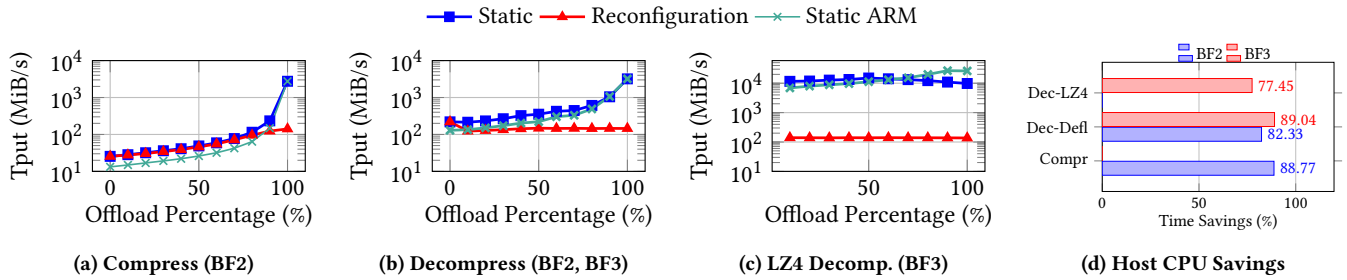 Static Reconfiguration Static ARM
Tput (MiB/s)
10^4
10^3
10^2
10^1
0 50 100
Offload Percentage (%)
(a) Compress (BF2)
Tput (MiB/s)
10^4
10^3
10^2
10^1
0 50 100
Offload Percentage (%)
(b) Decompress (BF2, BF3)
Tput (MiB/s)
10^4
10^3
10^2
10^1
0 50 100
Offload Percentage (%)
(c) LZ4 Decomp. (BF3)
BF2 BF3
Dec-LZ4
77.45
Dec-Defl
89.04
82.33
Compr
88.77
0 100
Time Savings (%)
(d) Host CPU Savings